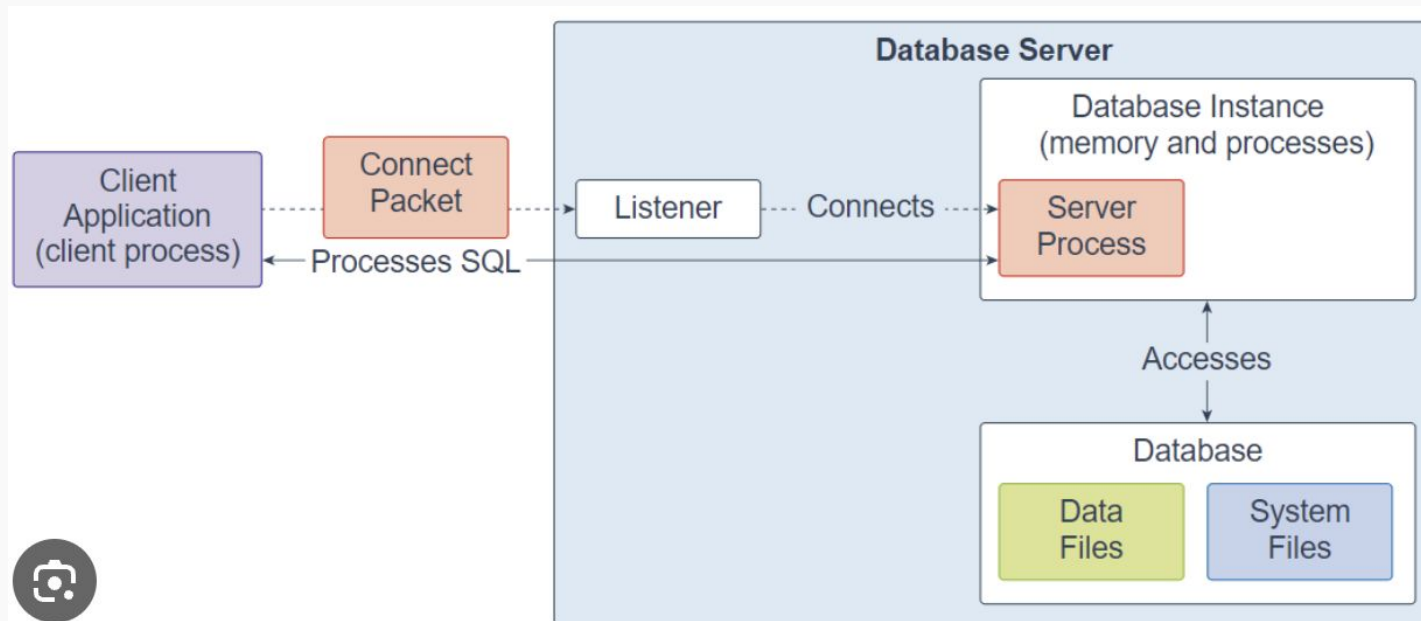 Database Server
Database Instance
(memory and processes)
Client
Application
(client process)
Connect
Packet
Listener
Connects
Server
Process
Processes SQL
Accesses
Database
Data
Files
System
Files